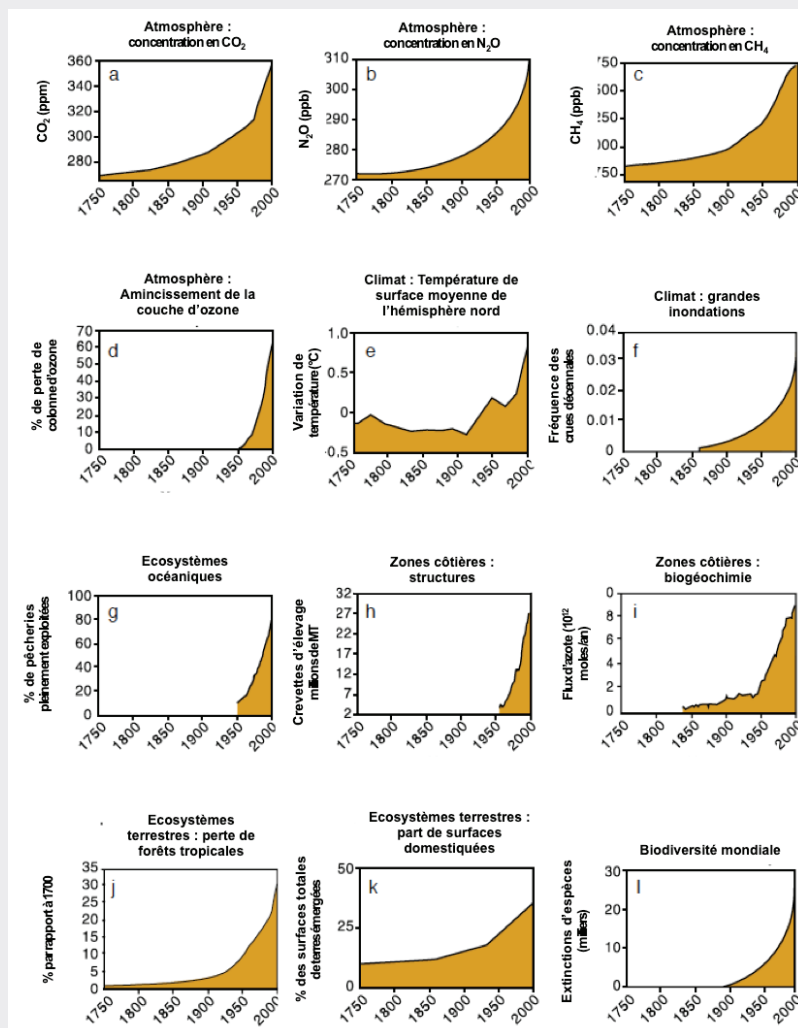 Atmosphère :
concentration en CO₂
CO₂ (ppm)
360
340
320
300
280
a
1750
1800
1850
1900
1950
2000
Atmosphère :
concentration en N₂O
N₂O (ppb)
310
300
290
280
270
b
1750
1800
1850
1900
1950
2000
Atmosphère :
concentration en CH₄
CH₄ (ppb)
750
500
250
000
750
c
1750
1800
1850
1900
1950
2000
Atmosphère :
Amincissement de la
couche d'ozone
% de perte de
colonne d'ozone
70
60
50
40
30
20
10
0
d
1750
1800
1850
1900
1950
2000
Climat : Température de
surface moyenne de
l'hémisphère nord
Variation de
température (°C)
1,0
0
-0,5
e
1750
1800
1850
1900
1950
2000
Climat : grandes
inondations
Fréquence des
crues décennales
0.04
0.03
0.02
0.01
0
f
1750
1800
1850
1900
1950
2000
Ecosystèmes
océaniques
% de pêcheries
pleinement exploitées
100
80
60
40
20
0
g
1750
1800
1850
1900
1950
2000
Zones côtières :
structures
Crevettes d'élevage
millions de MT
32
27
22
17
12
7
2
h
1750
1800
1850
1900
1950
2000
Zones côtières :
biogéochimie
Flux d'azote (10¹²
moles/an)
0
8
6
4
2
0
i
1750
1800
1850
1900
1950
2000
Ecosystèmes
terrestres : perte de
forêts tropicales
% par rapport à 1700
35
30
25
20
15
10
5
0
j
1750
1800
1850
1900
1950
2000
Ecosystèmes terrestres :
part de surfaces
domestiquées
% des surfaces totales
de terres émergées
50
25
0
k
1750
1800
1850
1900
1950
2000
Biodiversité mondiale
Extinctions d'espèces
(milliers)
30
20
10
0
l
1750
1800
1850
1900
1950
2000